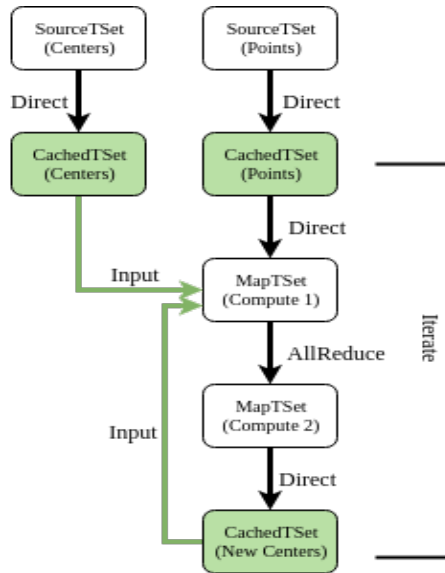 SourceTSet
(Centers)
SourceTSet
(Points)
Direct
Direct
CachedTSet
(Centers)
CachedTSet
(Points)
Direct
Input
MapTSet
(Compute 1)
AllReduce
Iterate
MapTSet
(Compute 2)
Input
Direct
CachedTSet
(New Centers)